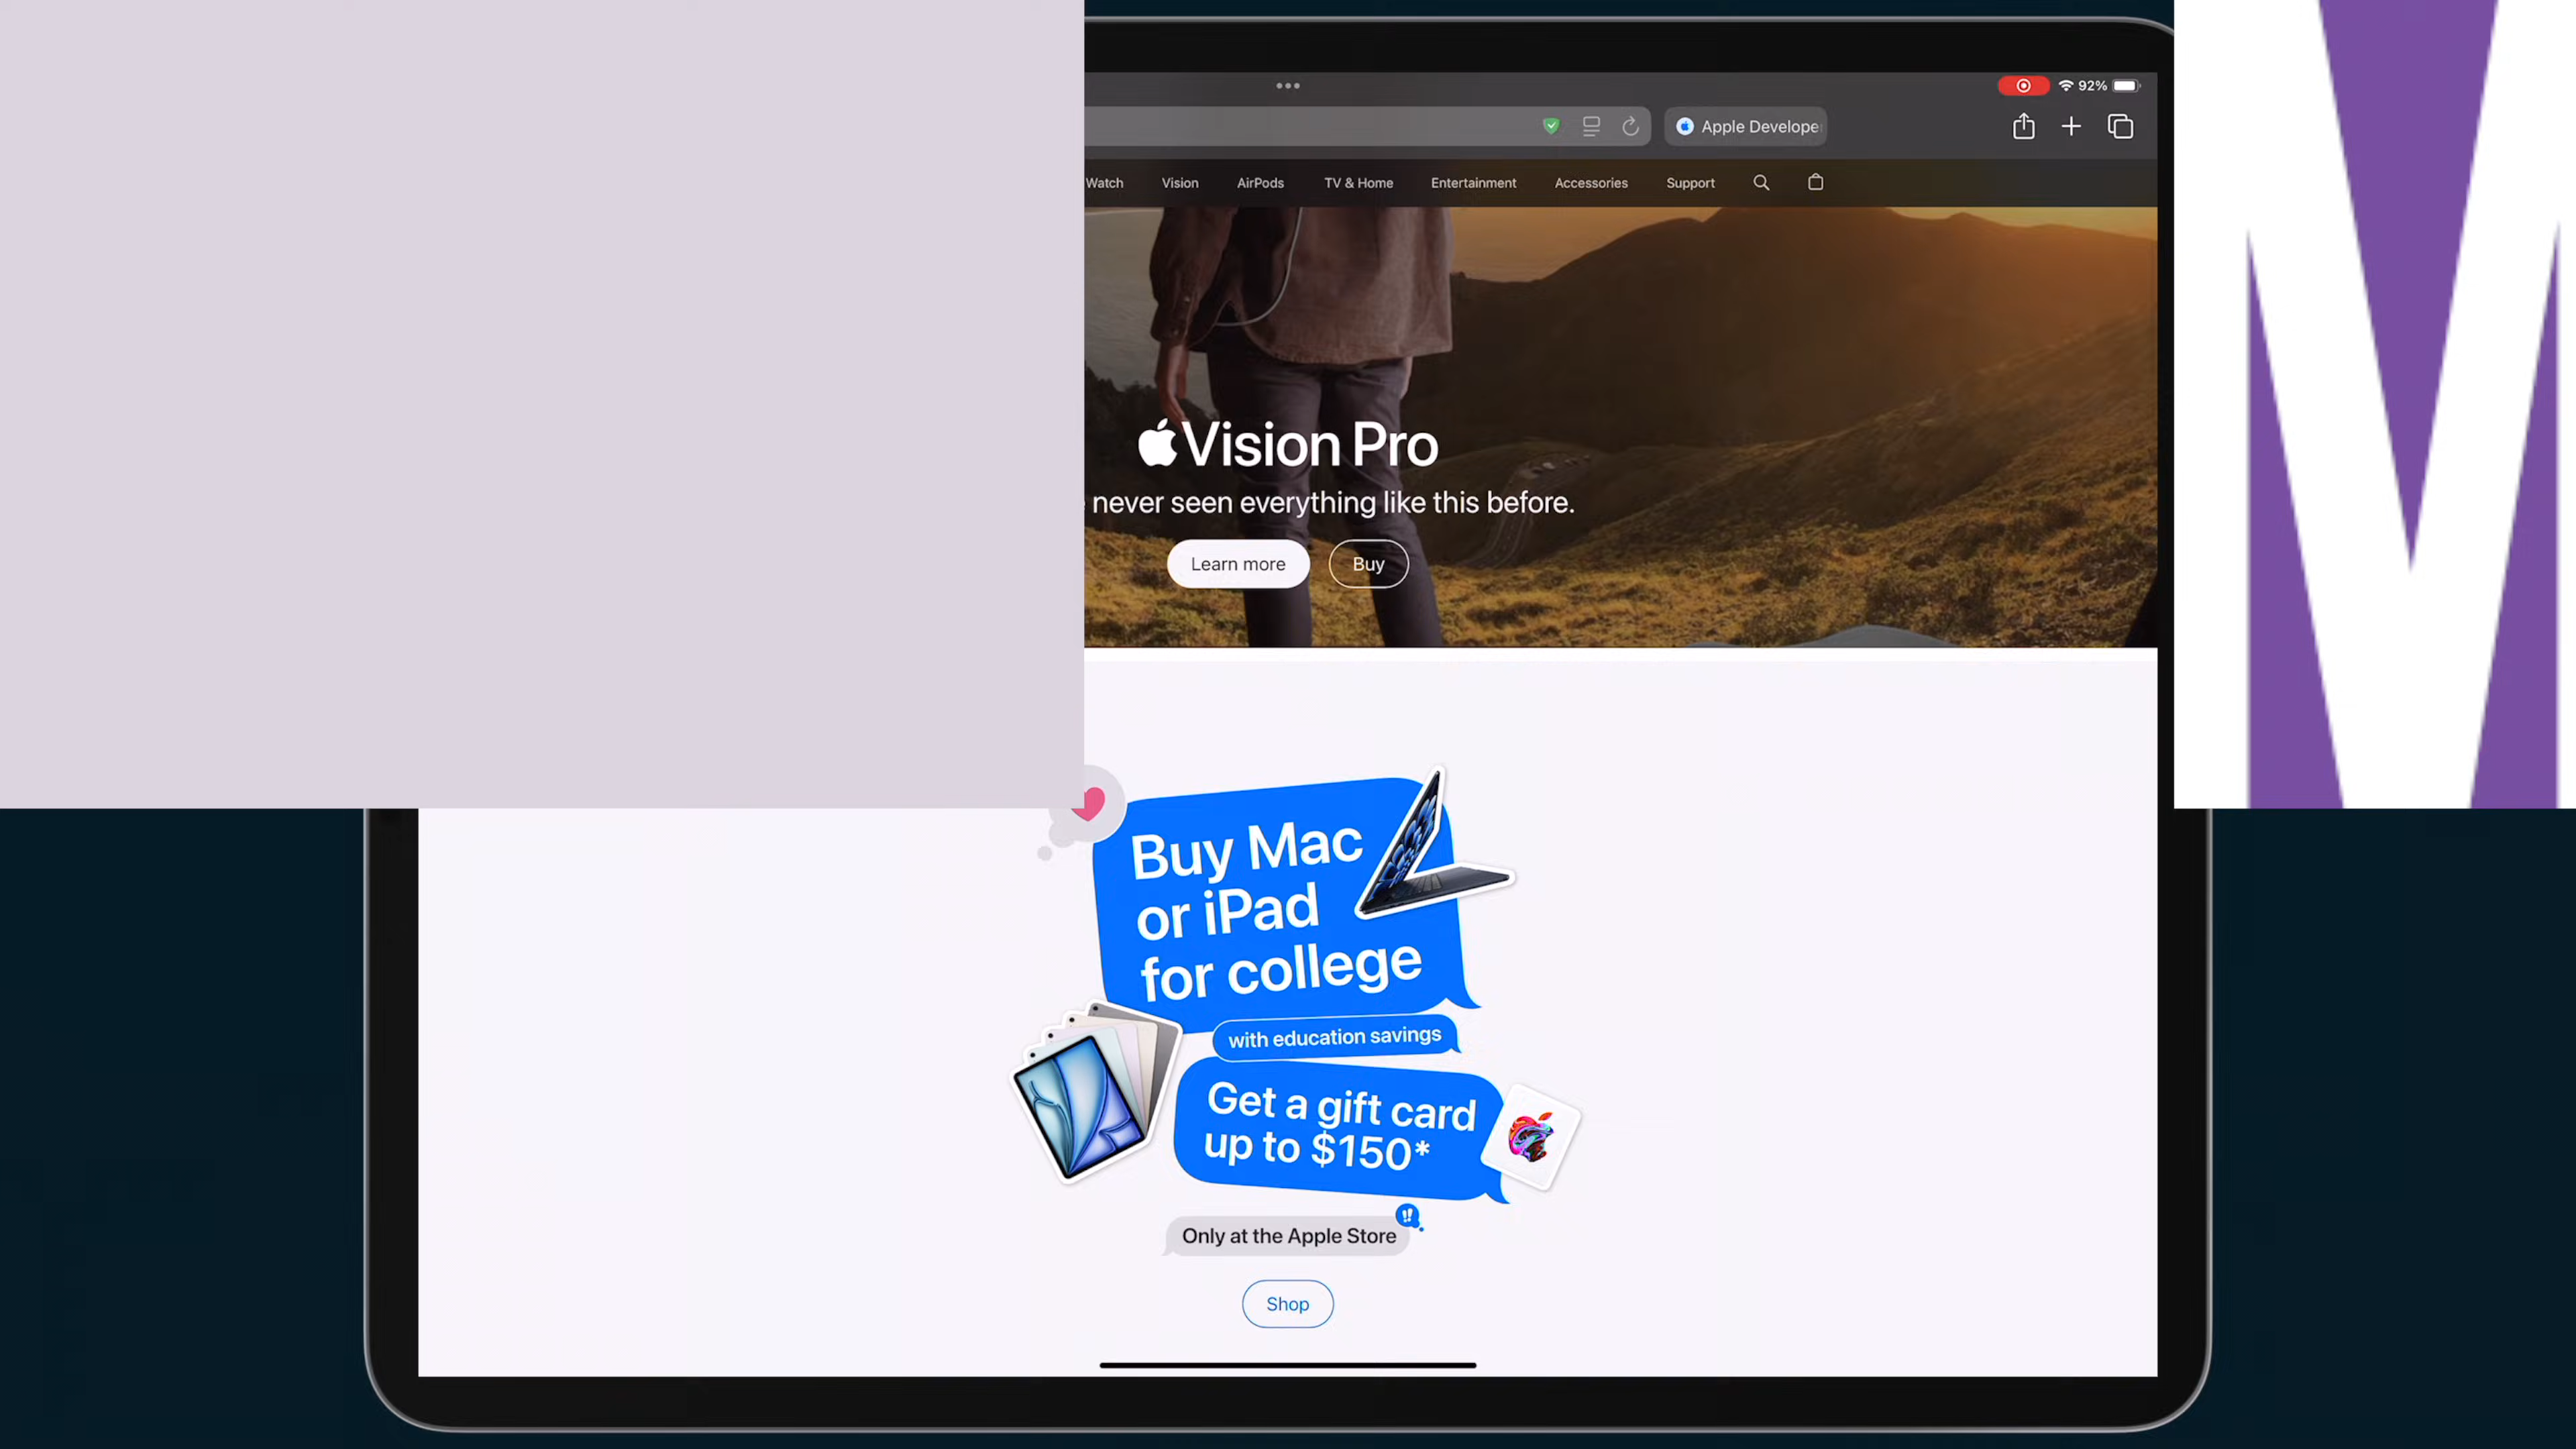 92%
Apple Develope
Watch Vision AirPods TV & Home Entertainment Accessories Support
Vision Pro
never seen everything like this before.
Learn more Buy
Buy Mac
or iPad
for college
with education savings
Get a gift card
up to $150*
Only at the Apple Store
!!
Shop
M